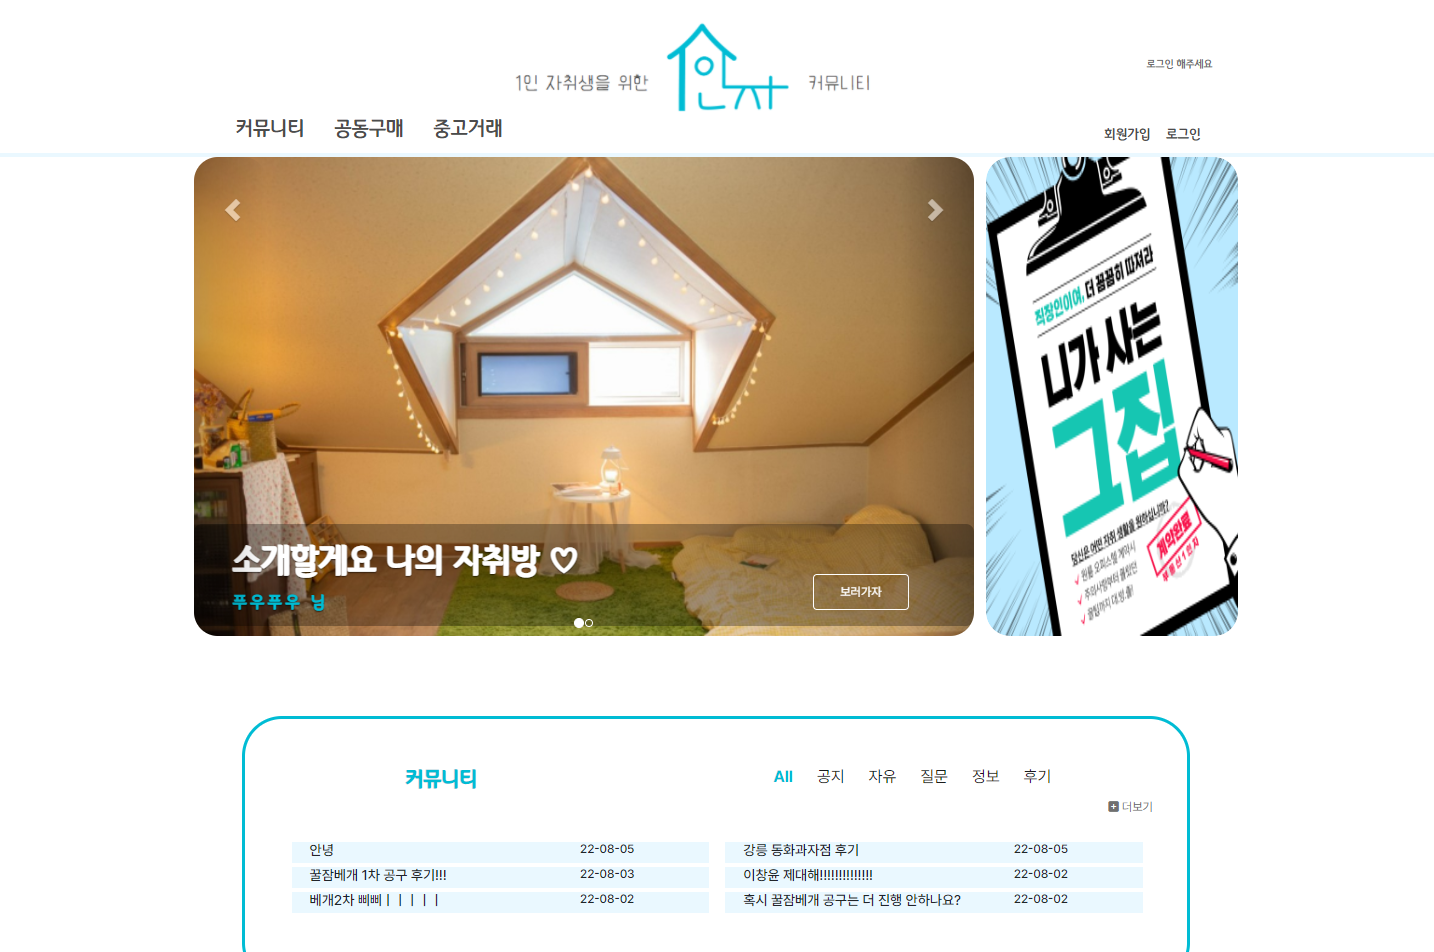 1인 자취생을 위한 인사 커뮤니티
로그인 해주세요
커뮤니티 공동구매 중고거래
회원가입 로그인
소개할게요 나의 자취방 ♡
푸우푸우 님
보러가자
직장인이여, 더 꼼꼼히 따져라
니가 사는
그집
당신은 어떤 자취 생활을 원하십니까?
✓ 원룸 오피스텔 계약시
✓ 주의사항부터 쿨있던
✓ 꿀팁까지 대.방.출!
계약완료
부동산 1번지
커뮤니티
All 공지 자유 질문 정보 후기
더보기
안녕 22-08-05
꿀잠베개 1차 공구 후기!!! 22-08-03
베개2차 삐삐ㅣㅣㅣㅣㅣ 22-08-02
강릉 동화과자점 후기 22-08-05
이창윤 제대해!!!!!!!!!!!!!! 22-08-02
혹시 꿀잠베개 공구는 더 진행 안하나요? 22-08-02